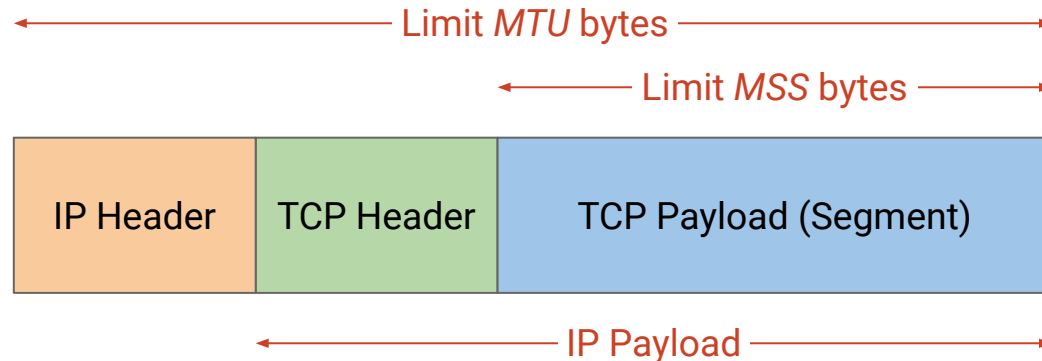 Limit MTU bytes
Limit MSS bytes
IP Header TCP Header TCP Payload (Segment)
IP Payload